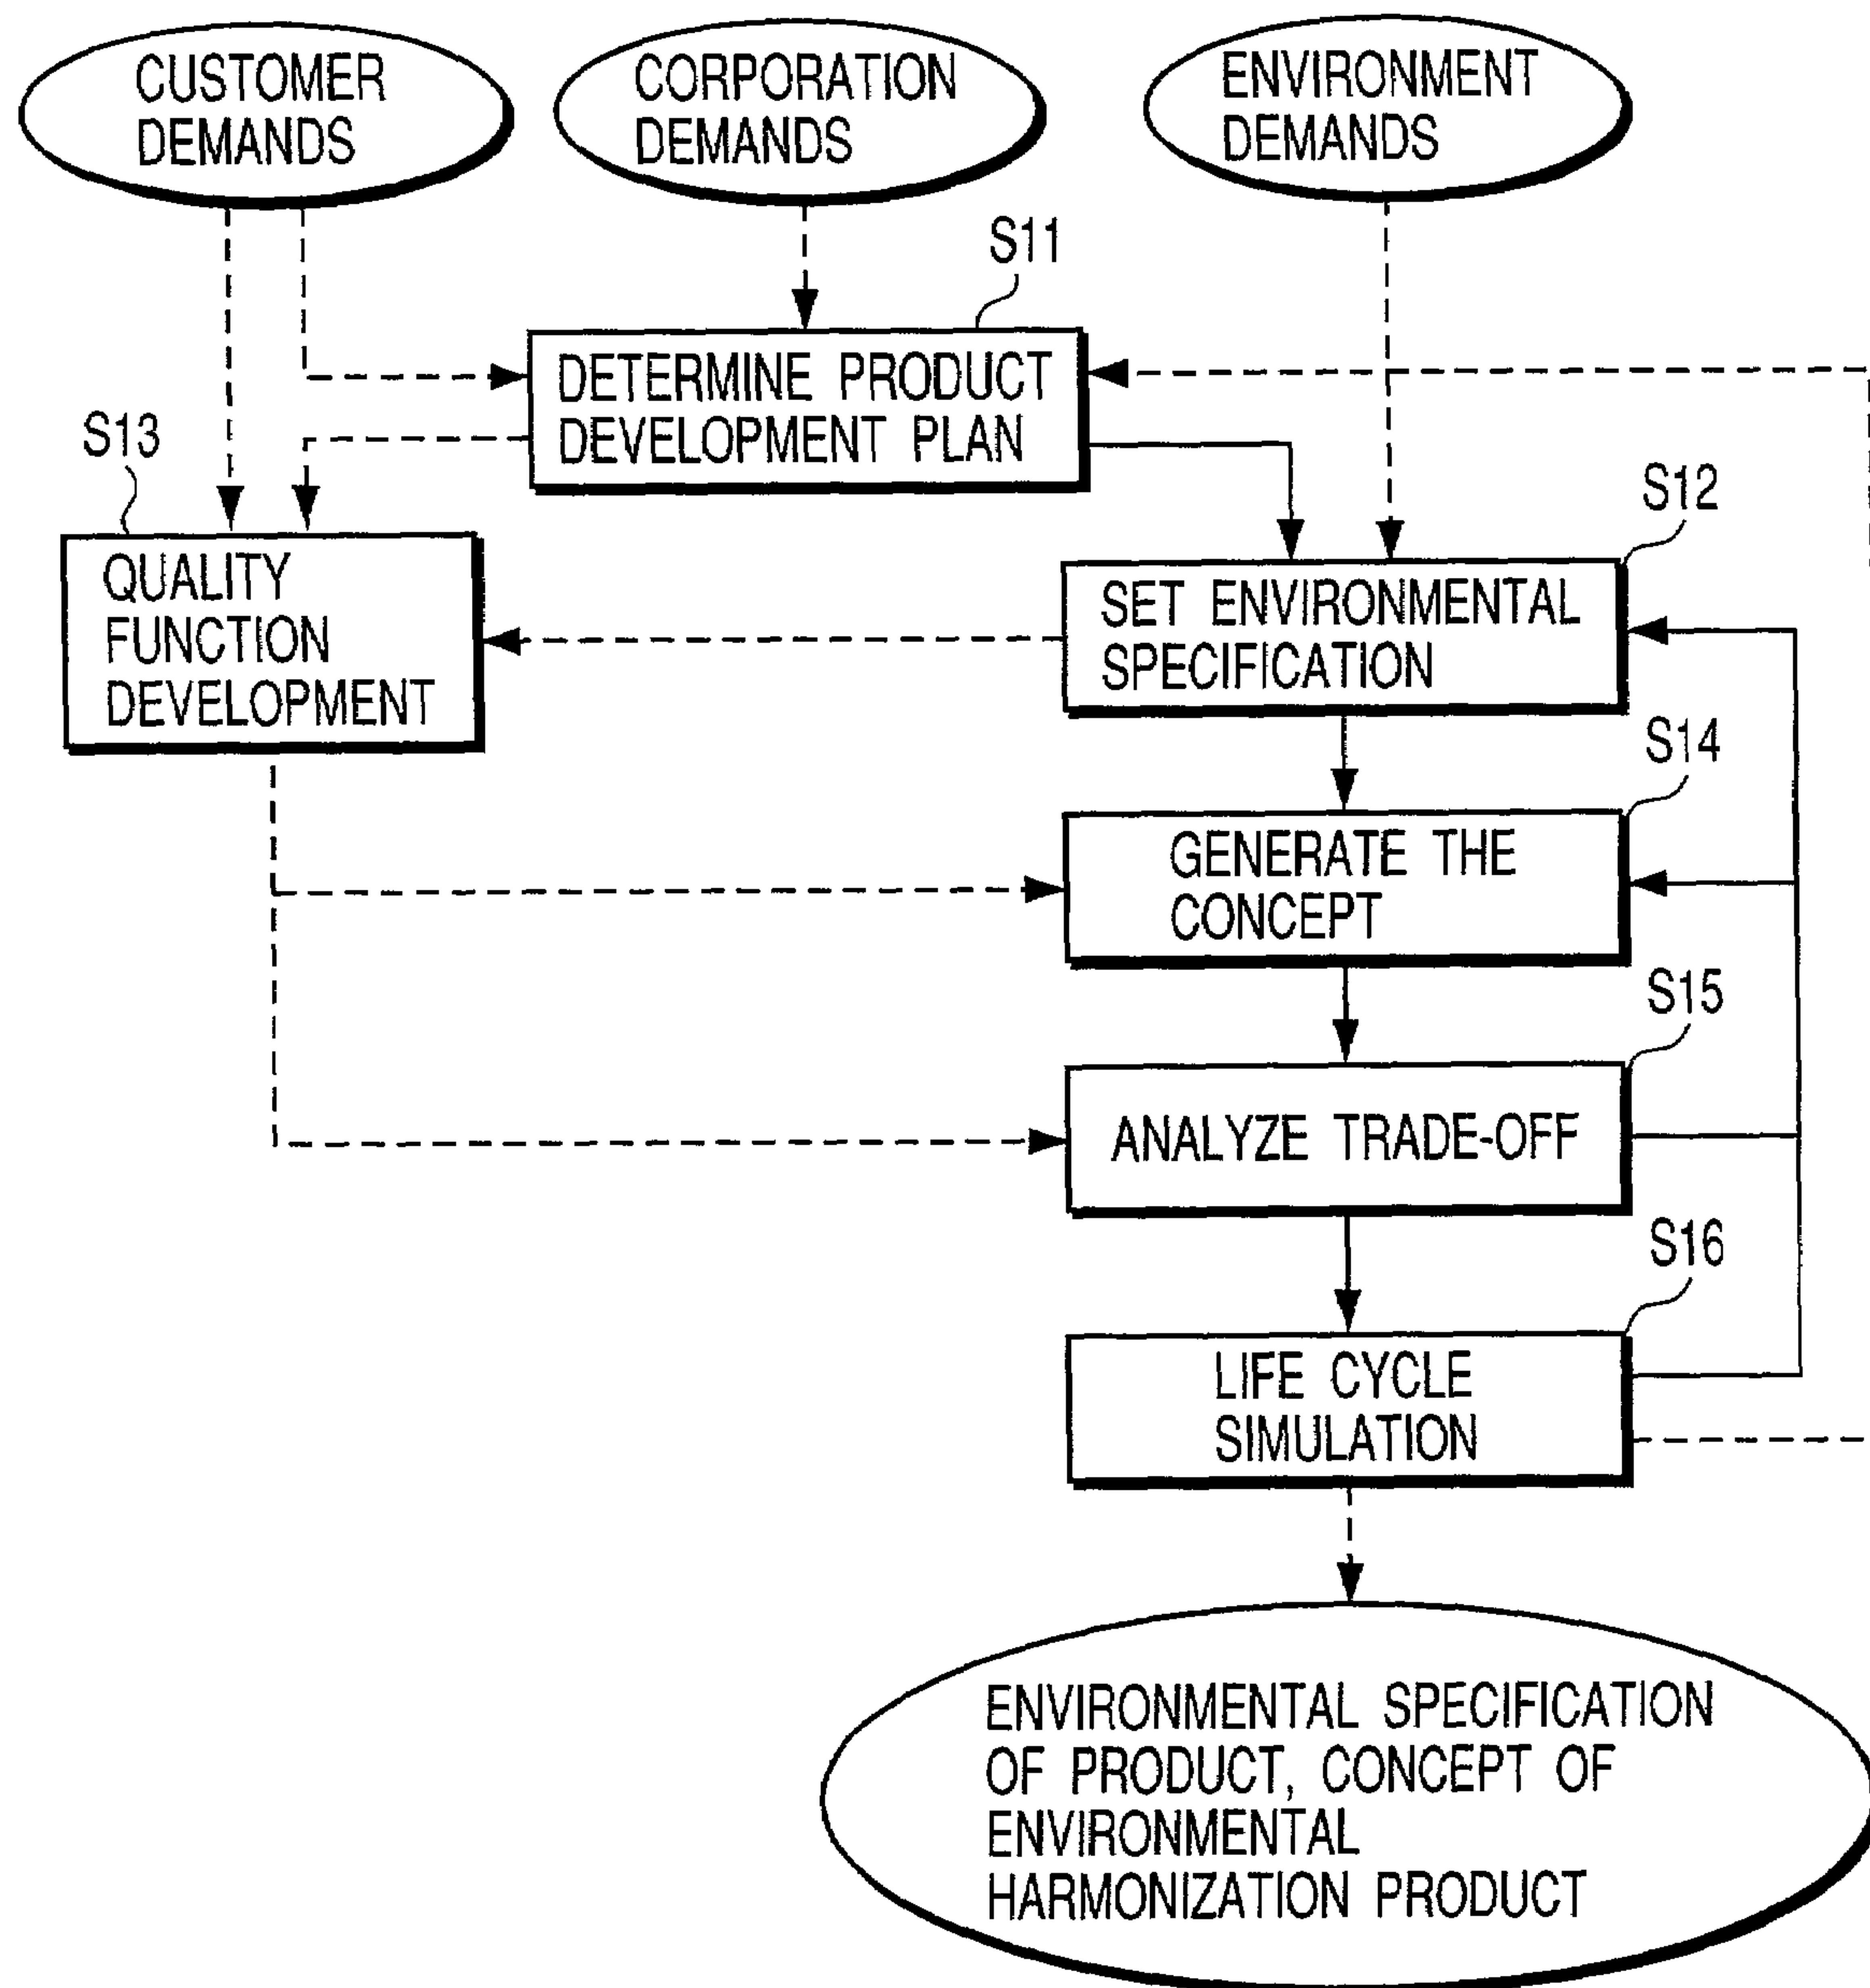 CUSTOMER
DEMANDS
CORPORATION
DEMANDS
ENVIRONMENT
DEMANDS
S11
DETERMINE PRODUCT
DEVELOPMENT PLAN
S13
QUALITY
FUNCTION
DEVELOPMENT
S12
SET ENVIRONMENTAL
SPECIFICATION
S14
GENERATE THE
CONCEPT
S15
ANALYZE TRADE-OFF
S16
LIFE CYCLE
SIMULATION
ENVIRONMENTAL SPECIFICATION
OF PRODUCT, CONCEPT OF
ENVIRONMENTAL
HARMONIZATION PRODUCT